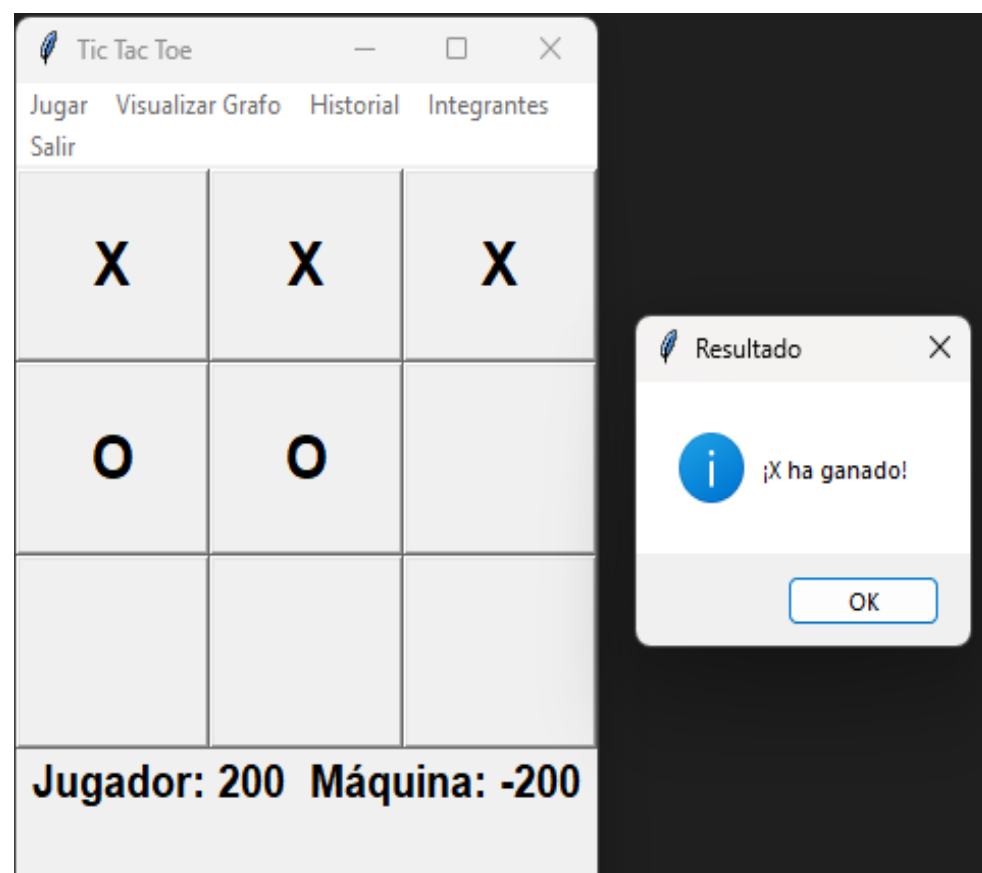 Tic Tac Toe
Jugar Visualizar Grafo Historial Integrantes
Salir
X X X
O O
Jugador: 200 Máquina: -200
Resultado
¡X ha ganado!
OK